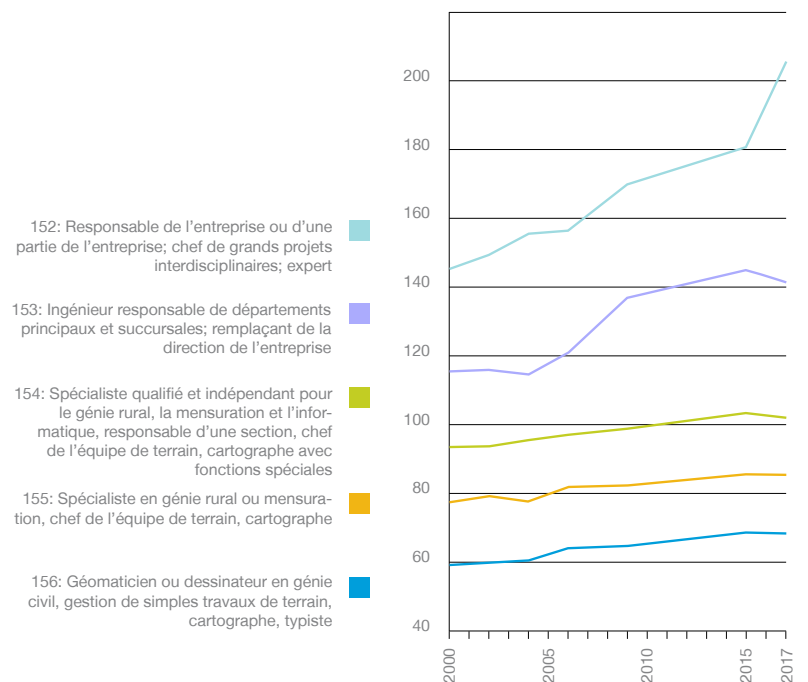 152: Responsable de l'entreprise ou d'une
partie de l'entreprise; chef de grands projets
interdisciplinaires; expert
153: Ingénieur responsable de départements
principaux et succursales; remplaçant de la
direction de l'entreprise
154: Spécialiste qualifié et indépendant pour
le génie rural, la mensuration et l'infor-
matique, responsable d'une section, chef
de l'équipe de terrain, cartographe avec
fonctions spéciales
155: Spécialiste en génie rural ou mensura-
tion, chef de l'équipe de terrain, cartographe
156: Géomaticien ou dessinateur en génie
civil, gestion de simples travaux de terrain,
cartographe, typiste
200
180
160
140
120
100
80
60
40
2000
2005
2010
2015
2017